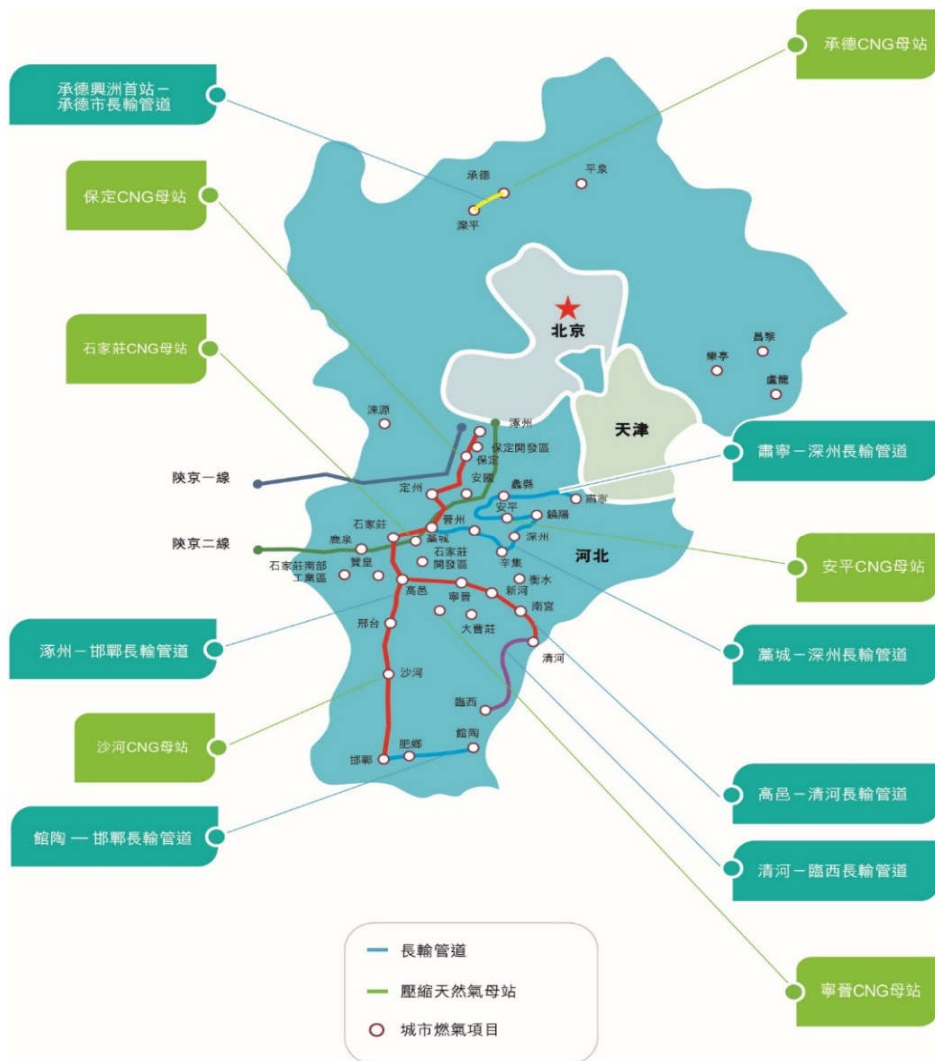 承德CNG母站
承德興洲首站－
承德市長輸管道
保定CNG母站
石家莊CNG母站
承德
平泉
灤平
北京
昌黎
樂亭
盧龍
天津
淶源
涿州
保定開發區
保定
肅寧－深州長輸管道
陝京一線
定州
安國
蠡縣
肅寧
安平
饒陽
晉州
石家莊
深州
陝京二線
鹿泉
藁城
河北
辛集
石家莊
開發區
石家莊南部
工業區
贊皇
安平CNG母站
衡水
高邑
寧晉
新河
南宮
邢台
大曹莊
涿州－邯鄲長輸管道
清河
藁城－深州長輸管道
沙河
臨西
沙河CNG母站
館陶
肥鄉
邯鄲
高邑－清河長輸管道
館陶 — 邯鄲長輸管道
清河－臨西長輸管道
長輸管道
壓縮天然氣母站
城市燃氣項目
寧晉CNG母站